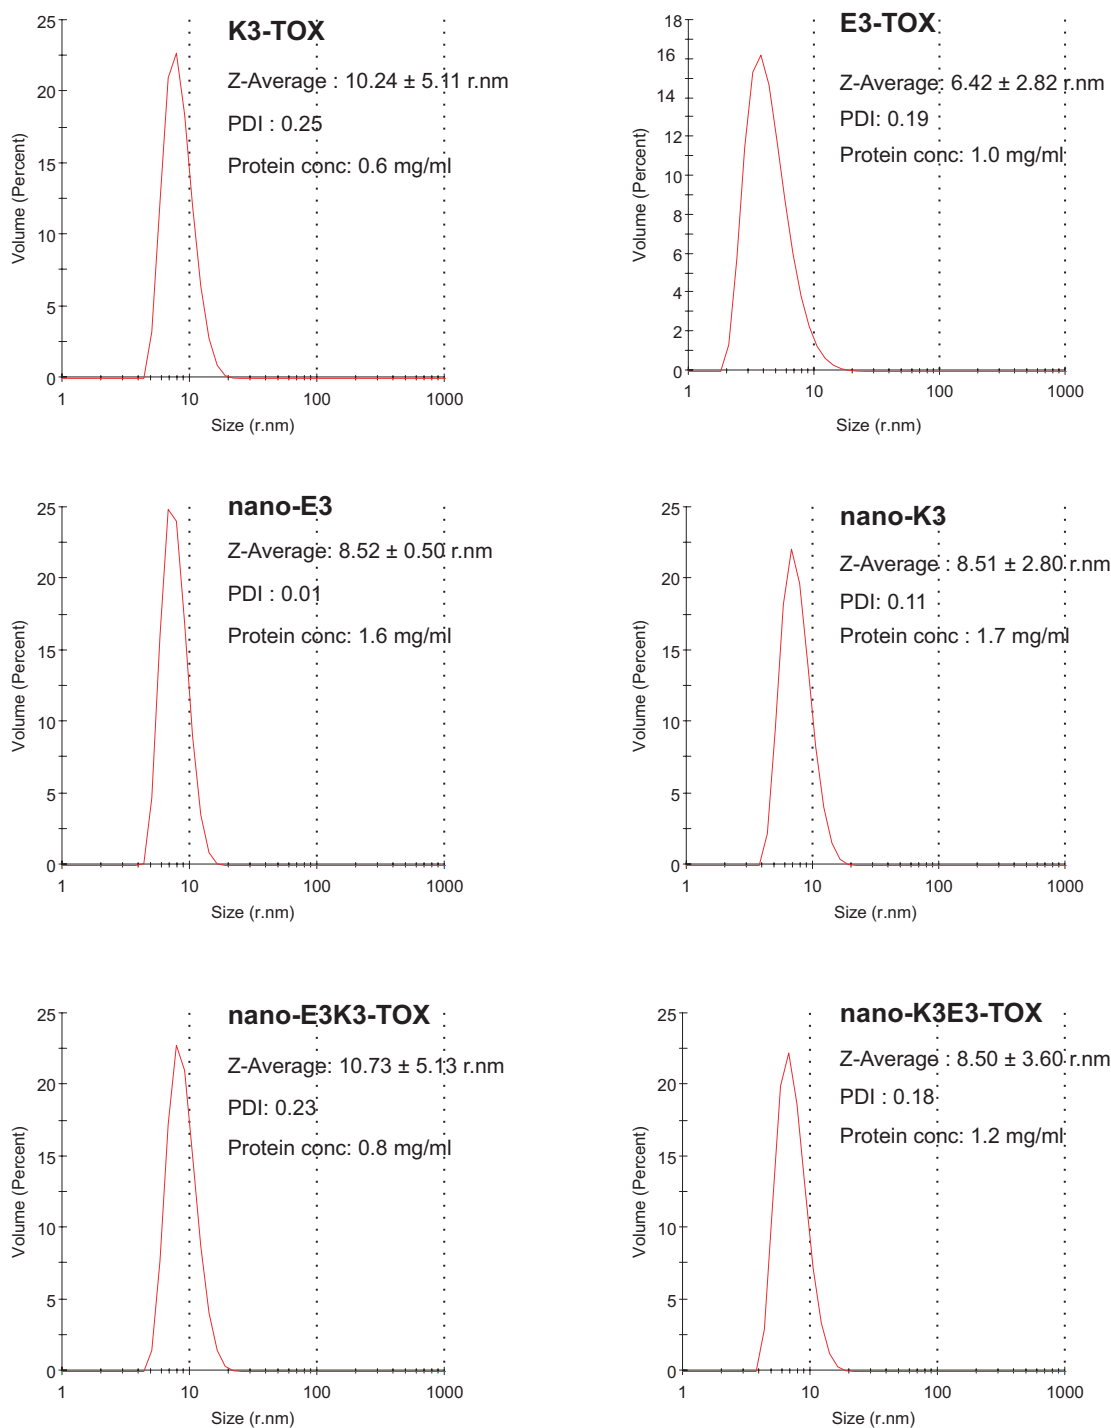 K3-TOX
Z-Average : 10.24 ± 5.11 r.nm
PDI : 0.25
Protein conc: 0.6 mg/ml
Volume (Percent)
25
20
15
10
5
0
1 10 100 1000
Size (r.nm)
E3-TOX
Z-Average: 6.42 ± 2.82 r.nm
PDI: 0.19
Protein conc: 1.0 mg/ml
Volume (Percent)
18
16
14
12
10
8
6
4
2
0
1 10 100 1000
Size (r.nm)
nano-E3
Z-Average: 8.52 ± 0.50 r.nm
PDI : 0.01
Protein conc: 1.6 mg/ml
Volume (Percent)
25
20
15
10
5
0
1 10 100 1000
Size (r.nm)
nano-K3
Z-Average : 8.51 ± 2.80 r.nm
PDI: 0.11
Protein conc : 1.7 mg/ml
Volume (Percent)
25
20
15
10
5
0
1 10 100 1000
Size (r.nm)
nano-E3K3-TOX
Z-Average: 10.73 ± 5.13 r.nm
PDI: 0.23
Protein conc: 0.8 mg/ml
Volume (Percent)
25
20
15
10
5
0
1 10 100 1000
Size (r.nm)
nano-K3E3-TOX
Z-Average : 8.50 ± 3.60 r.nm
PDI : 0.18
Protein conc: 1.2 mg/ml
Volume (Percent)
25
20
15
10
5
0
1 10 100 1000
Size (r.nm)